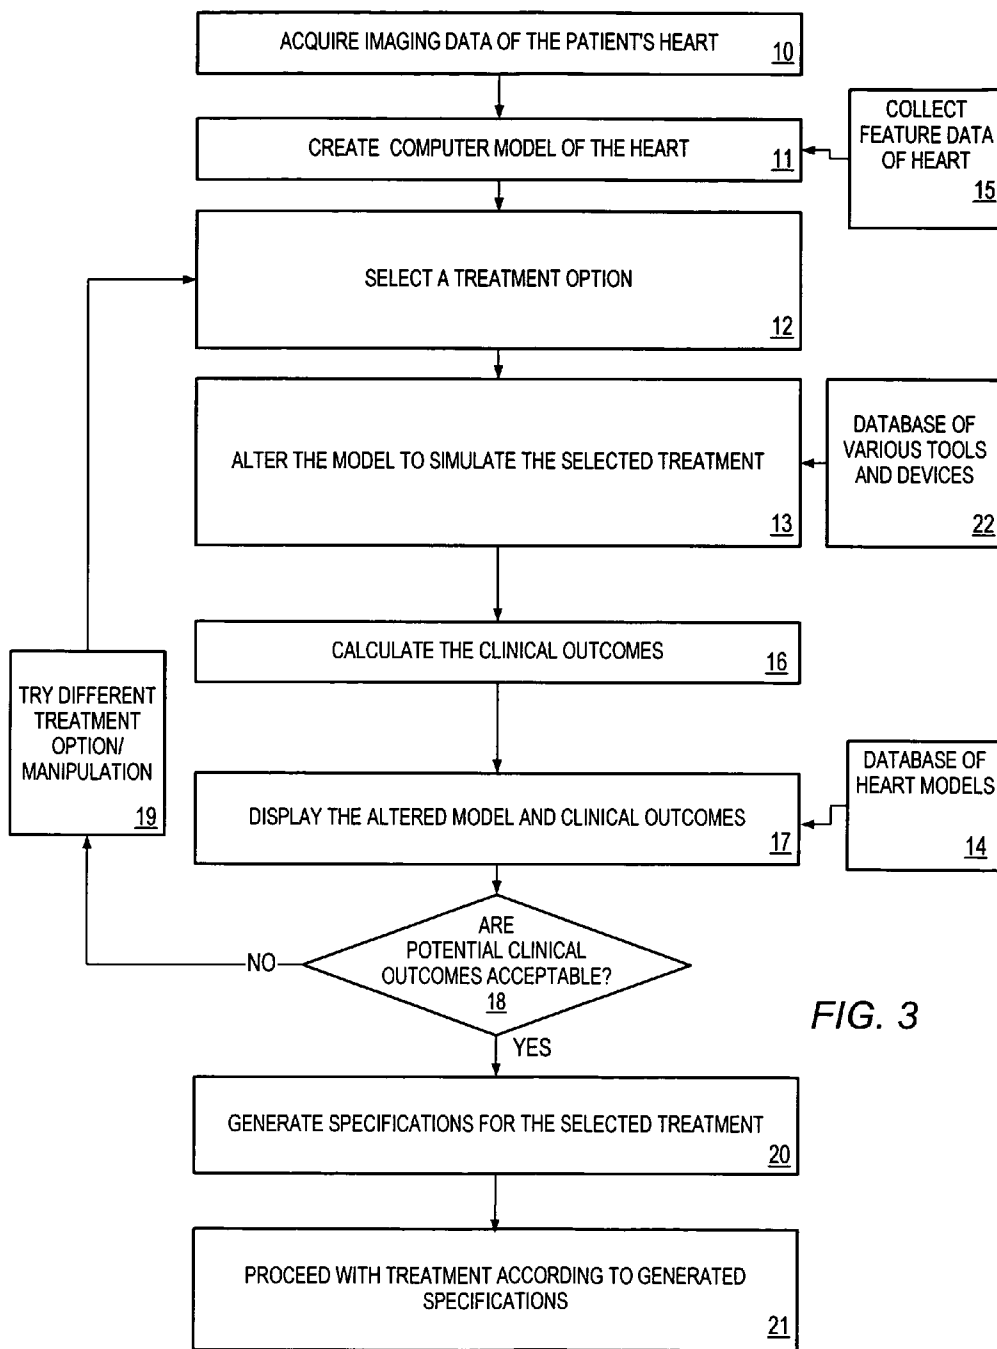 ACQUIRE IMAGING DATA OF THE PATIENT'S HEART
10
CREATE COMPUTER MODEL OF THE HEART
11
COLLECT
FEATURE DATA
OF HEART
15
SELECT A TREATMENT OPTION
12
ALTER THE MODEL TO SIMULATE THE SELECTED TREATMENT
13
DATABASE OF
VARIOUS TOOLS
AND DEVICES
22
CALCULATE THE CLINICAL OUTCOMES
16
TRY DIFFERENT
TREATMENT
OPTION/
MANIPULATION
19
DISPLAY THE ALTERED MODEL AND CLINICAL OUTCOMES
17
DATABASE OF
HEART MODELS
14
ARE
POTENTIAL CLINICAL
OUTCOMES ACCEPTABLE?
18
NO
YES
FIG. 3
GENERATE SPECIFICATIONS FOR THE SELECTED TREATMENT
20
PROCEED WITH TREATMENT ACCORDING TO GENERATED
SPECIFICATIONS
21